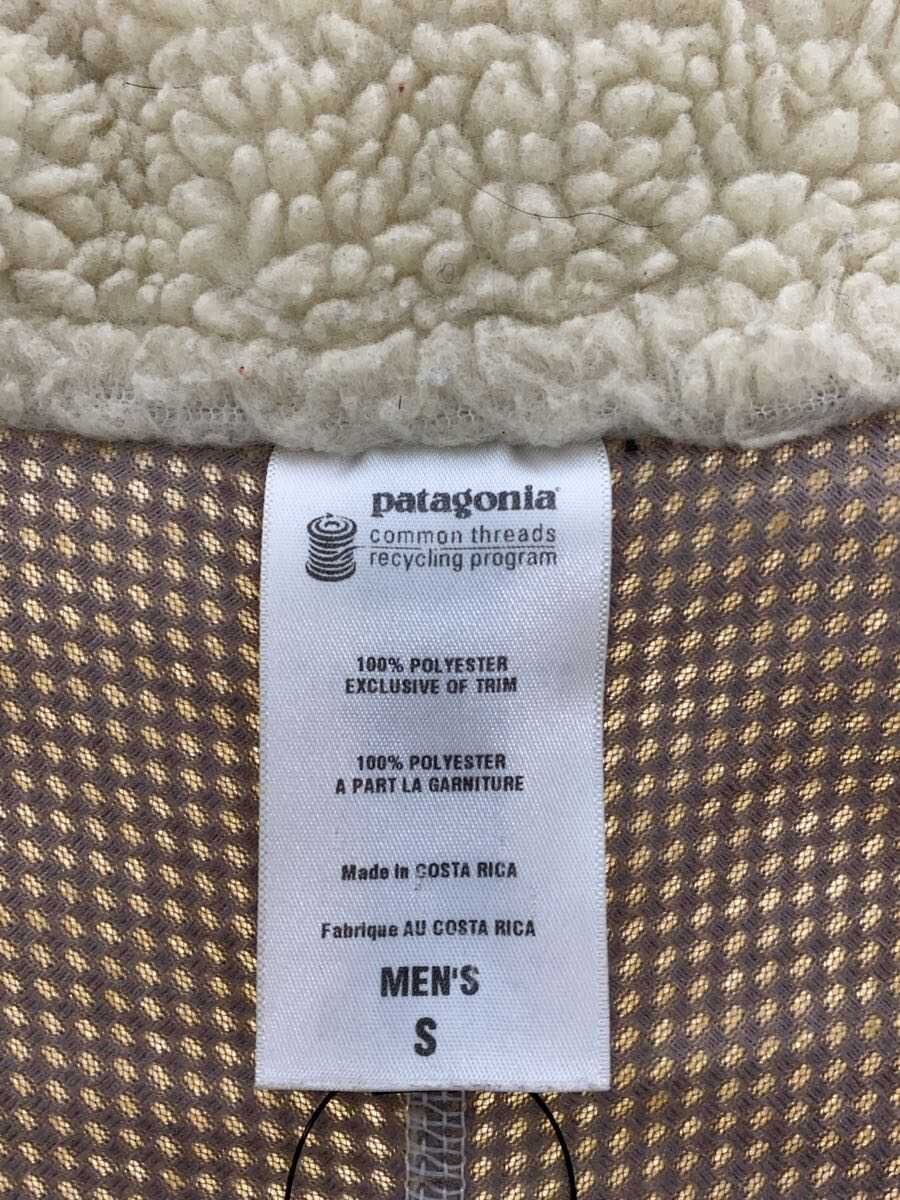 patagonia
common threads
recycling program
100% POLYESTER
EXCLUSIVE OF TRIM
100% POLYESTER
A PART LA GARNITURE
Made in COSTA RICA
Fabrique AU COSTA RICA
MEN'S
S